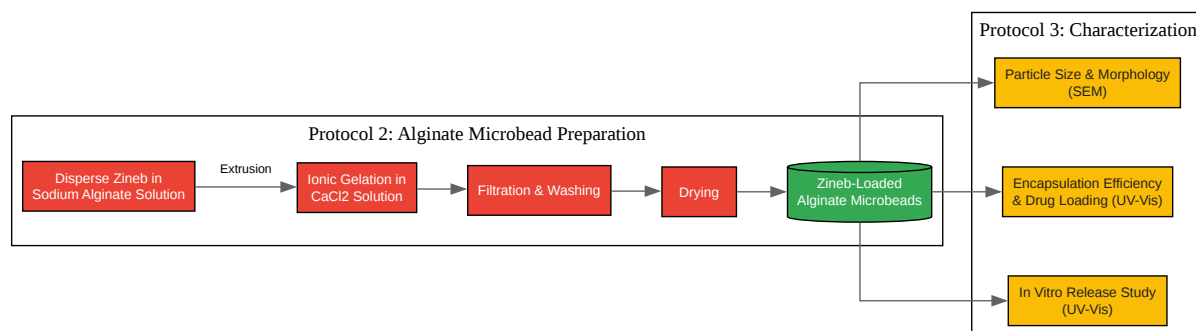 Protocol 3: Characterization
Particle Size & Morphology
(SEM)
Protocol 2: Alginate Microbead Preparation
Disperse Zineb in
Sodium Alginate Solution
Extrusion
Ionic Gelation in
CaCl2 Solution
Filtration & Washing
Drying
Zineb-Loaded
Alginate Microbeads
Encapsulation Efficiency
& Drug Loading (UV-Vis)
In Vitro Release Study
(UV-Vis)